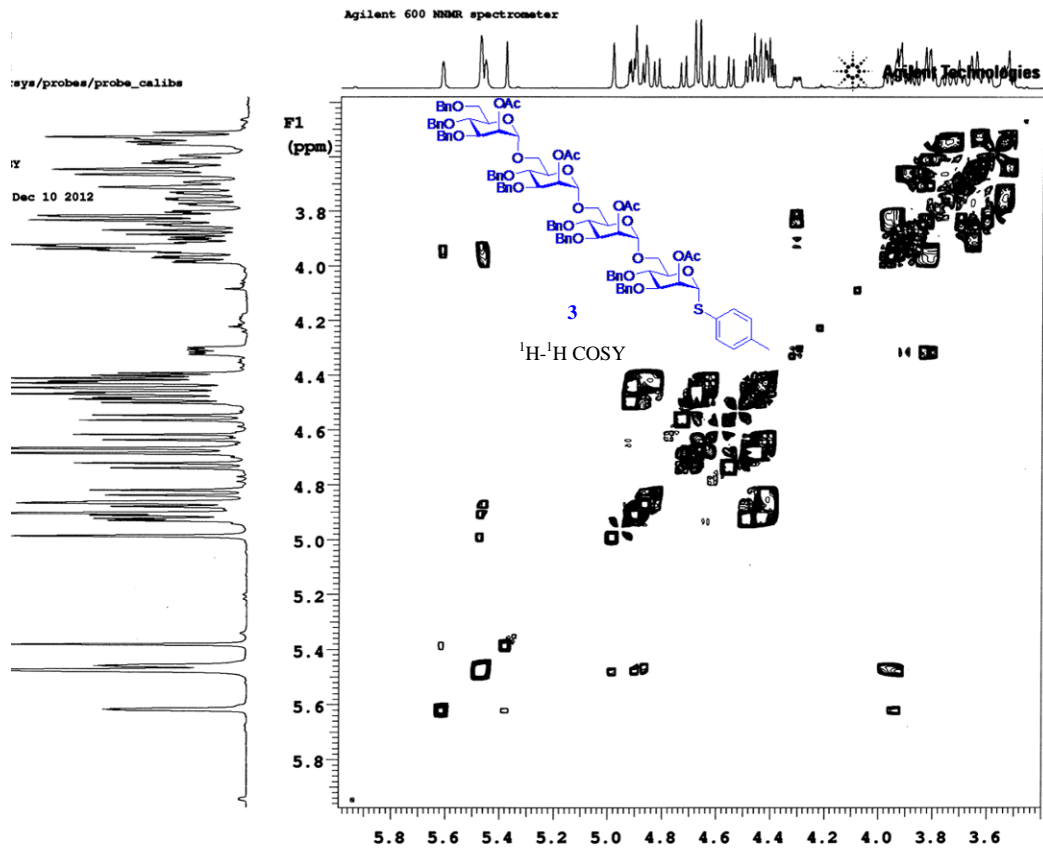 Agilent 600 NNMR spectrometer
:
:
:sys/probes/probe_calibs
Agilent Technologies
F1
(ppm)
Y
Dec 10 2012
BnO
OAc
BnO
O
BnO
O
OAc
BnO
O
BnO
O
OAc
BnO
O
BnO
O
OAc
BnO
O
BnO
S
3
1H-1H COSY
3.8
4.0
4.2
4.4
4.6
4.8
5.0
5.2
5.4
5.6
5.8
5.8 5.6 5.4 5.2 5.0 4.8 4.6 4.4 4.2 4.0 3.8 3.6